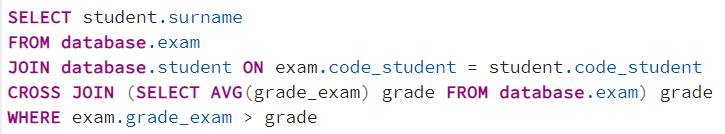 SELECT student.surname
FROM database.exam
JOIN database.student ON exam.code_student = student.code_student
CROSS JOIN (SELECT AVG(grade_exam) grade FROM database.exam) grade
WHERE exam.grade_exam > grade